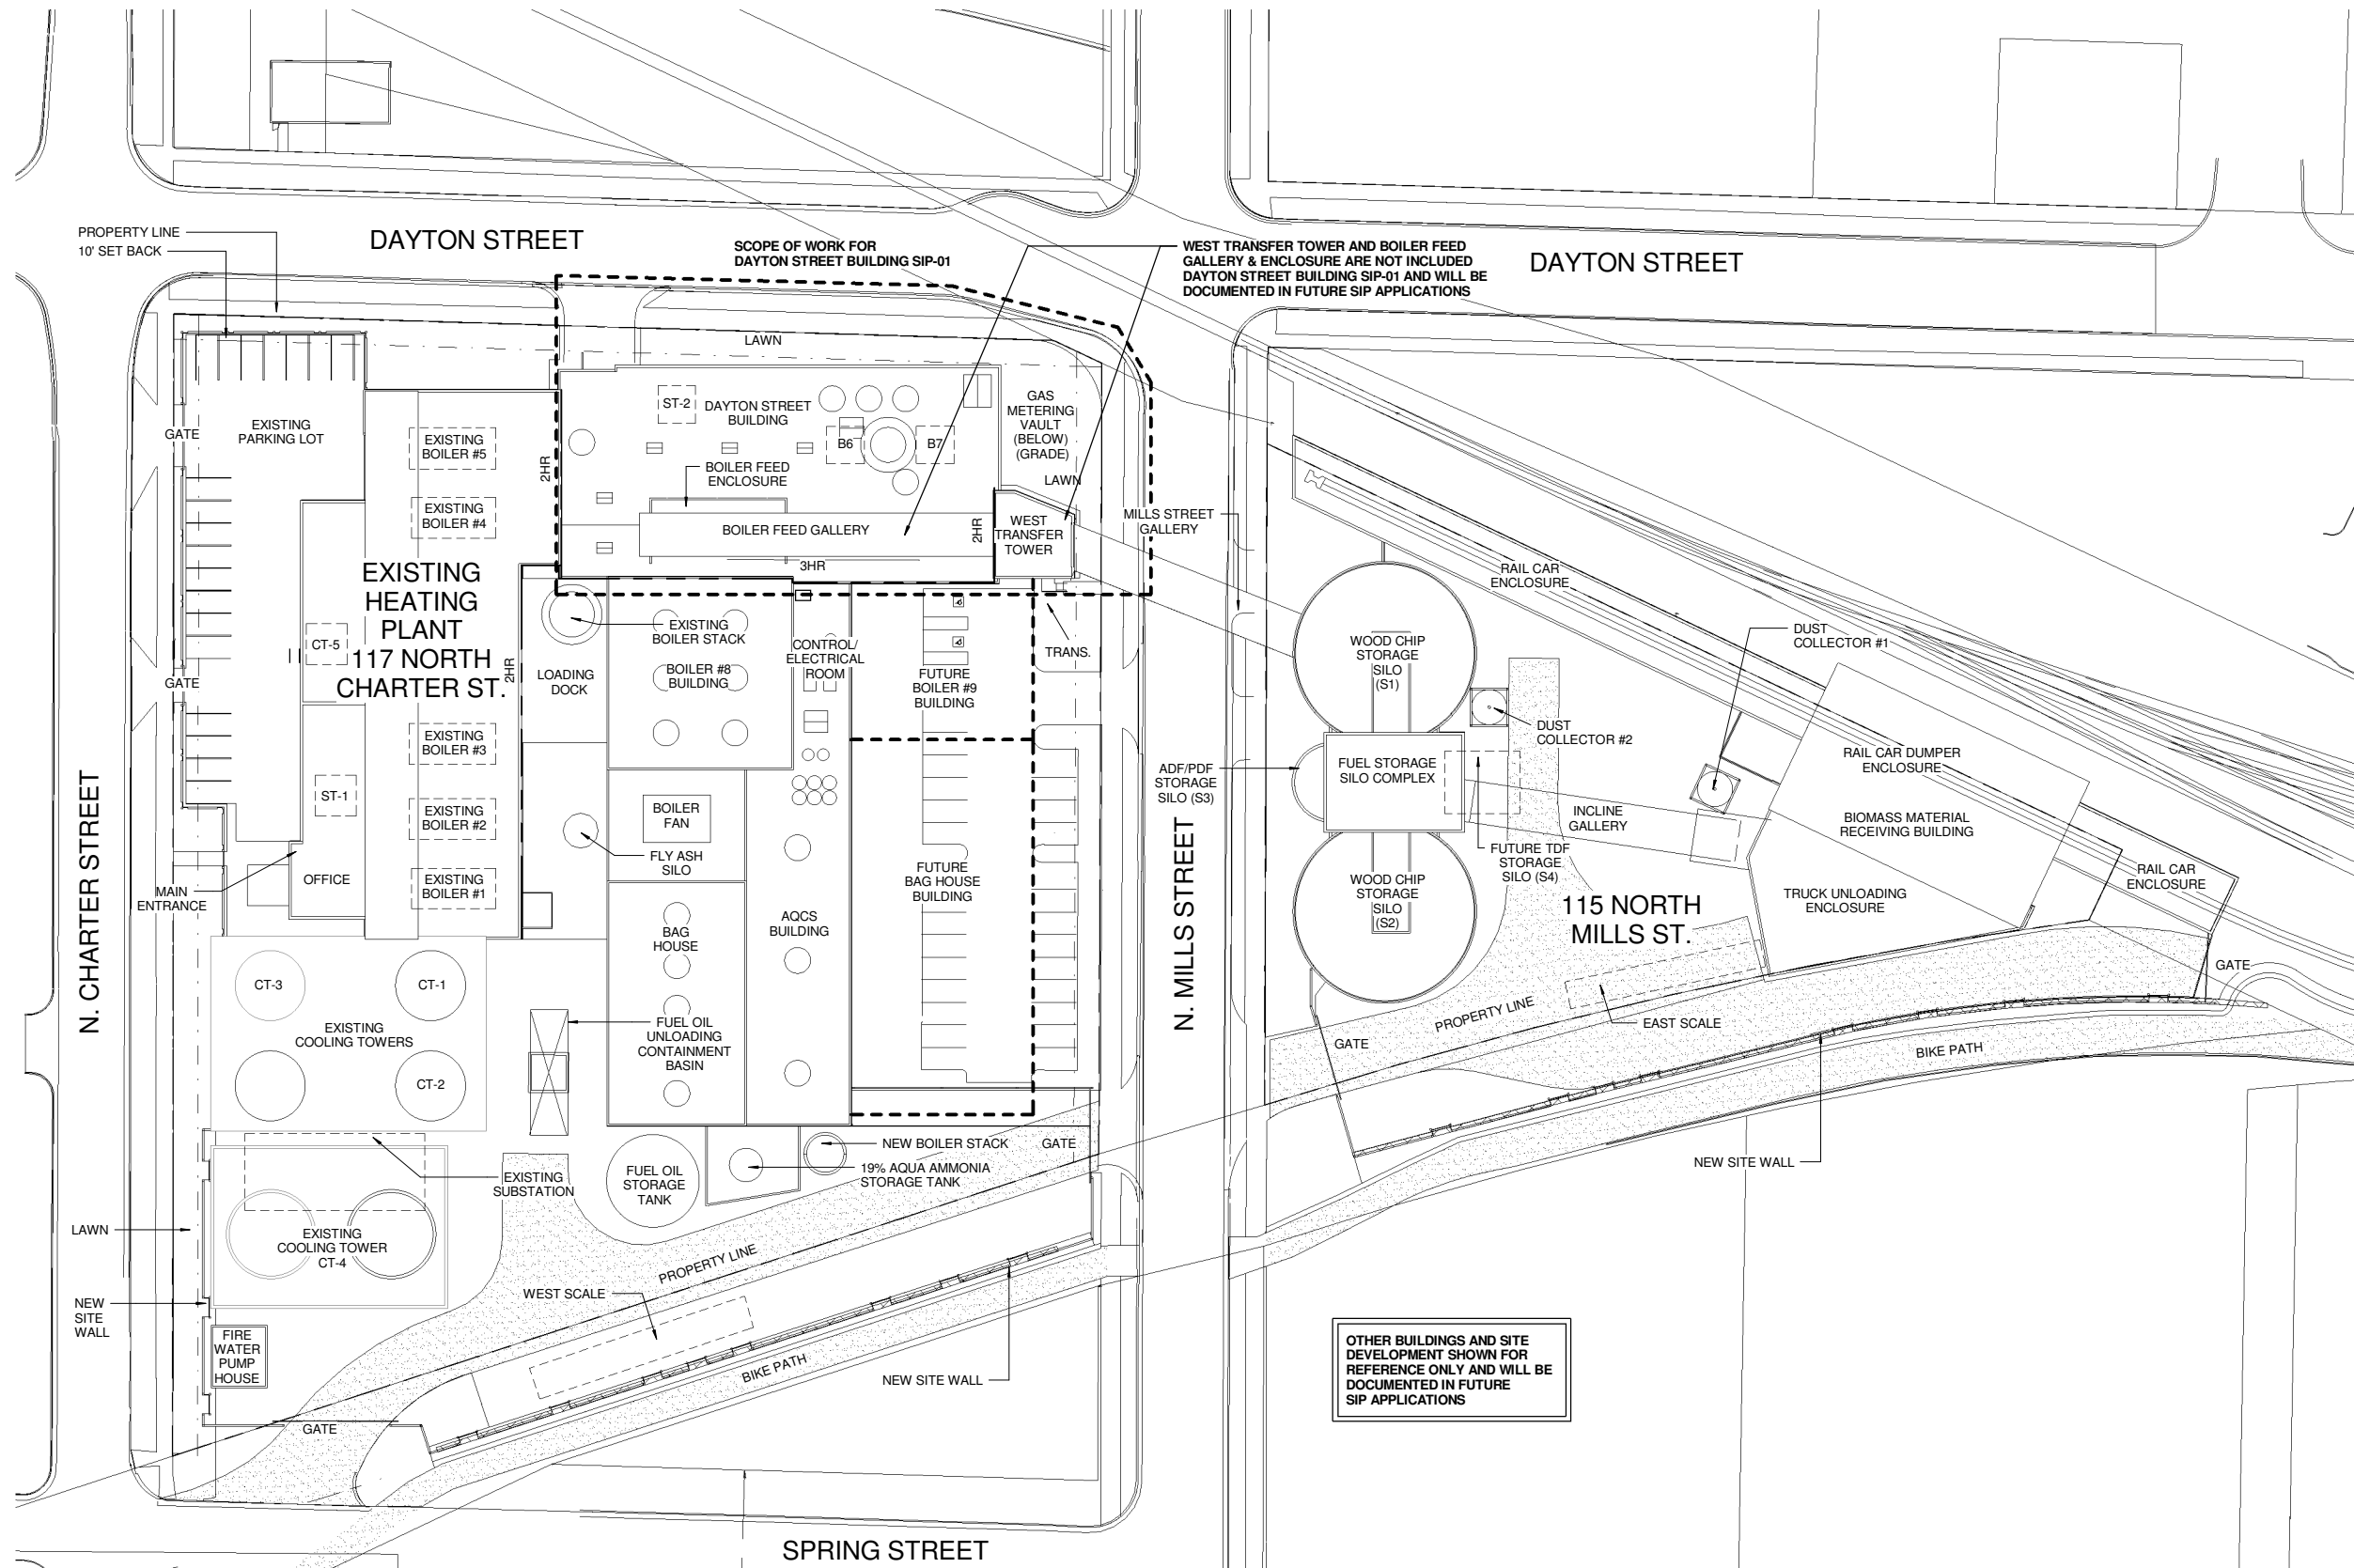 DAYTON STREET
DAYTON STREET
PROPERTY LINE
10' SET BACK
SCOPE OF WORK FOR
DAYTON STREET BUILDING SIP-01
WEST TRANSFER TOWER AND BOILER FEED
GALLERY & ENCLOSURE ARE NOT INCLUDED
DAYTON STREET BUILDING SIP-01 AND WILL BE
DOCUMENTED IN FUTURE SIP APPLICATIONS
LAWN
GATE
EXISTING
PARKING LOT
EXISTING
BOILER #5
EXISTING
BOILER #4
2HR
ST-2
DAYTON STREET
BUILDING
B6
B7
GAS
METERING
VAULT
(BELOW)
(GRADE)
LAWN
BOILER FEED
ENCLOSURE
BOILER FEED GALLERY
2HR
WEST
TRANSFER
TOWER
3HR
MILLS STREET
GALLERY
EXISTING
HEATING
PLANT
117 NORTH
CHARTER ST.
CT-5
GATE
2HR
LOADING
DOCK
EXISTING
BOILER STACK
BOILER #8
BUILDING
CONTROL/
ELECTRICAL
ROOM
FUTURE
BOILER #9
BUILDING
TRANS.
EXISTING
BOILER #3
ST-1
EXISTING
BOILER #2
EXISTING
BOILER #1
OFFICE
MAIN
ENTRANCE
N. CHARTER STREET
BOILER
FAN
FLY ASH
SILO
BAG
HOUSE
AQCS
BUILDING
FUTURE
BAG HOUSE
BUILDING
N. MILLS STREET
CT-3
CT-1
EXISTING
COOLING TOWERS
CT-2
FUEL OIL
UNLOADING
CONTAINMENT
BASIN
NEW BOILER STACK
GATE
19% AQUA AMMONIA
STORAGE TANK
FUEL OIL
STORAGE
TANK
EXISTING
SUBSTATION
EXISTING
COOLING TOWER
CT-4
LAWN
NEW
SITE
WALL
FIRE
WATER
PUMP
HOUSE
GATE
PROPERTY LINE
WEST SCALE
BIKE PATH
NEW SITE WALL
SPRING STREET
RAIL CAR
ENCLOSURE
WOOD CHIP
STORAGE
SILO
(S1)
DUST
COLLECTOR #1
DUST
COLLECTOR #2
ADF/PDF
STORAGE
SILO (S3)
FUEL STORAGE
SILO COMPLEX
RAIL CAR DUMPER
ENCLOSURE
INCLINE
GALLERY
BIOMASS MATERIAL
RECEIVING BUILDING
FUTURE TDF
STORAGE
SILO (S4)
WOOD CHIP
STORAGE
SILO
(S2)
115 NORTH
MILLS ST.
TRUCK UNLOADING
ENCLOSURE
RAIL CAR
ENCLOSURE
GATE
PROPERTY LINE
EAST SCALE
GATE
BIKE PATH
NEW SITE WALL
OTHER BUILDINGS AND SITE
DEVELOPMENT SHOWN FOR
REFERENCE ONLY AND WILL BE
DOCUMENTED IN FUTURE
SIP APPLICATIONS